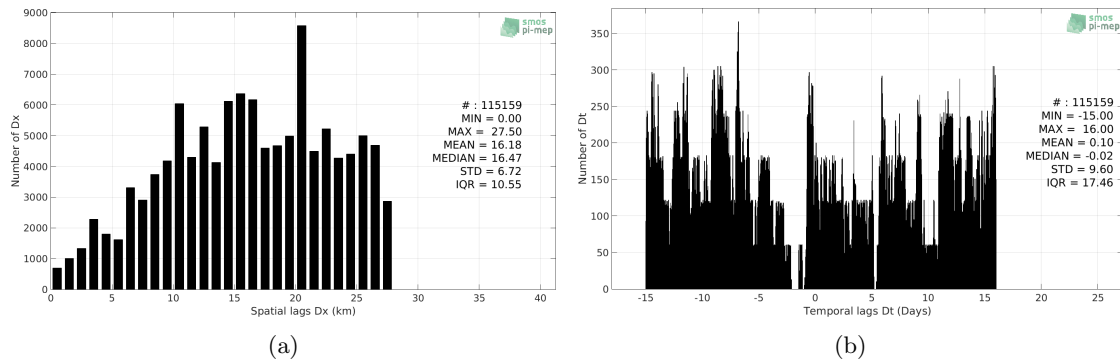 9000
8000
7000
6000
5000
4000
3000
2000
1000
0
Number of Dx
0 5 10 15 20 25 30 35 40
Spatial lags Dx (km)
smos
pi-mep
# : 115159
MIN = 0.00
MAX = 27.50
MEAN = 16.18
MEDIAN = 16.47
STD = 6.72
IQR = 10.55
(a)
350
300
250
200
150
100
50
0
Number of Dt
-15 -10 -5 0 5 10 15 20 25
Temporal lags Dt (Days)
smos
pi-mep
# : 115159
MIN = -15.00
MAX = 16.00
MEAN = 0.10
MEDIAN = -0.02
STD = 9.60
IQR = 17.46
(b)